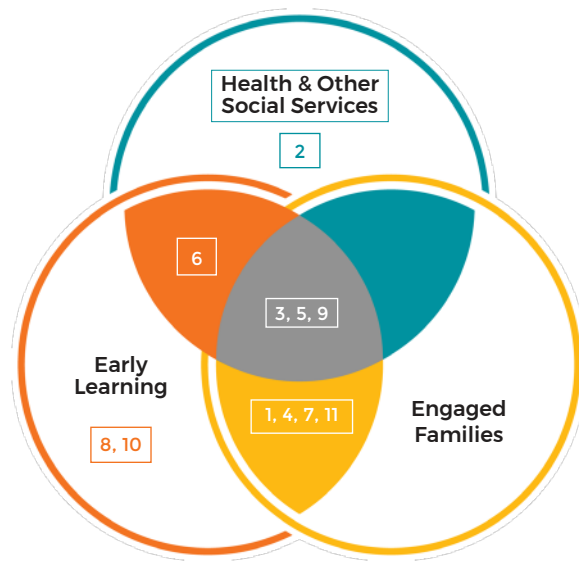 Health & Other
Social Services
2
6
3, 5, 9
Early
Learning
1, 4, 7, 11
Engaged
Families
8, 10